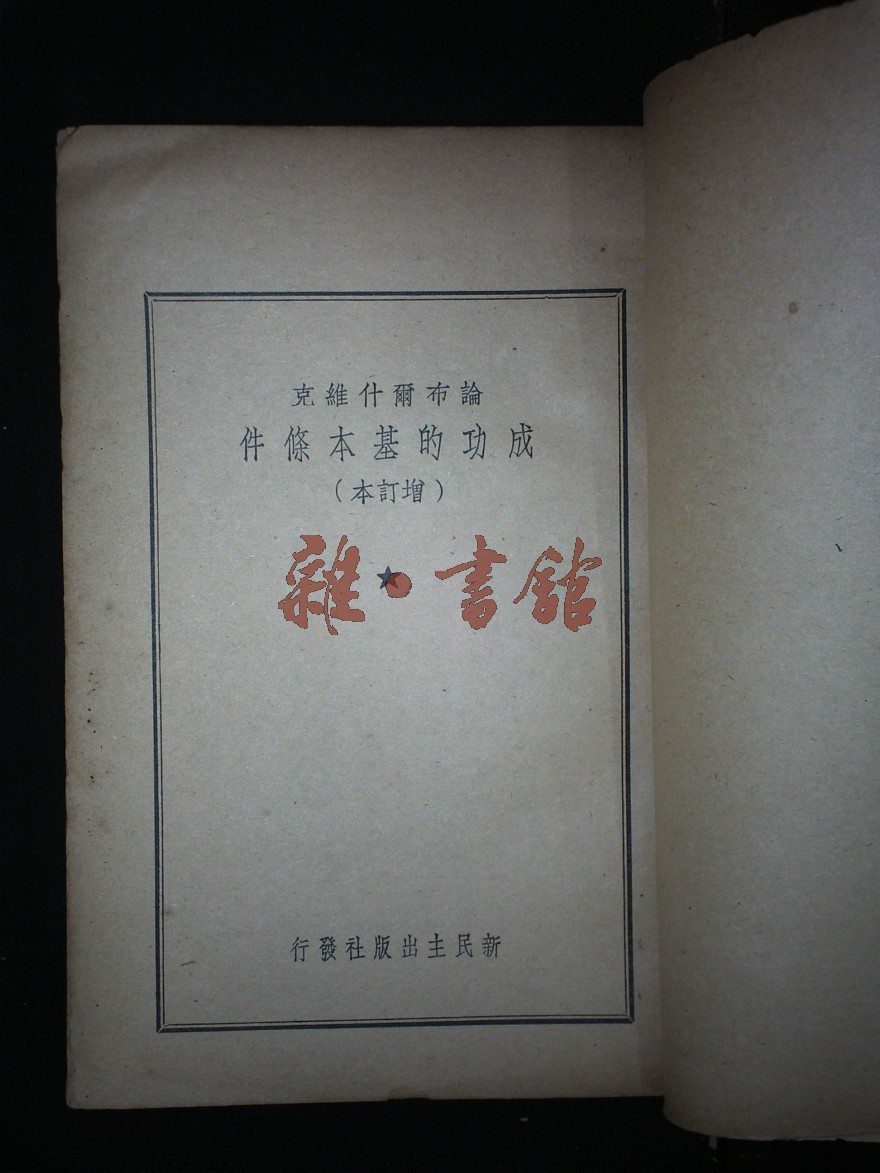 論布爾什維克
成功的基本條件
（增訂本）
雜·書館
新民主出版社發行